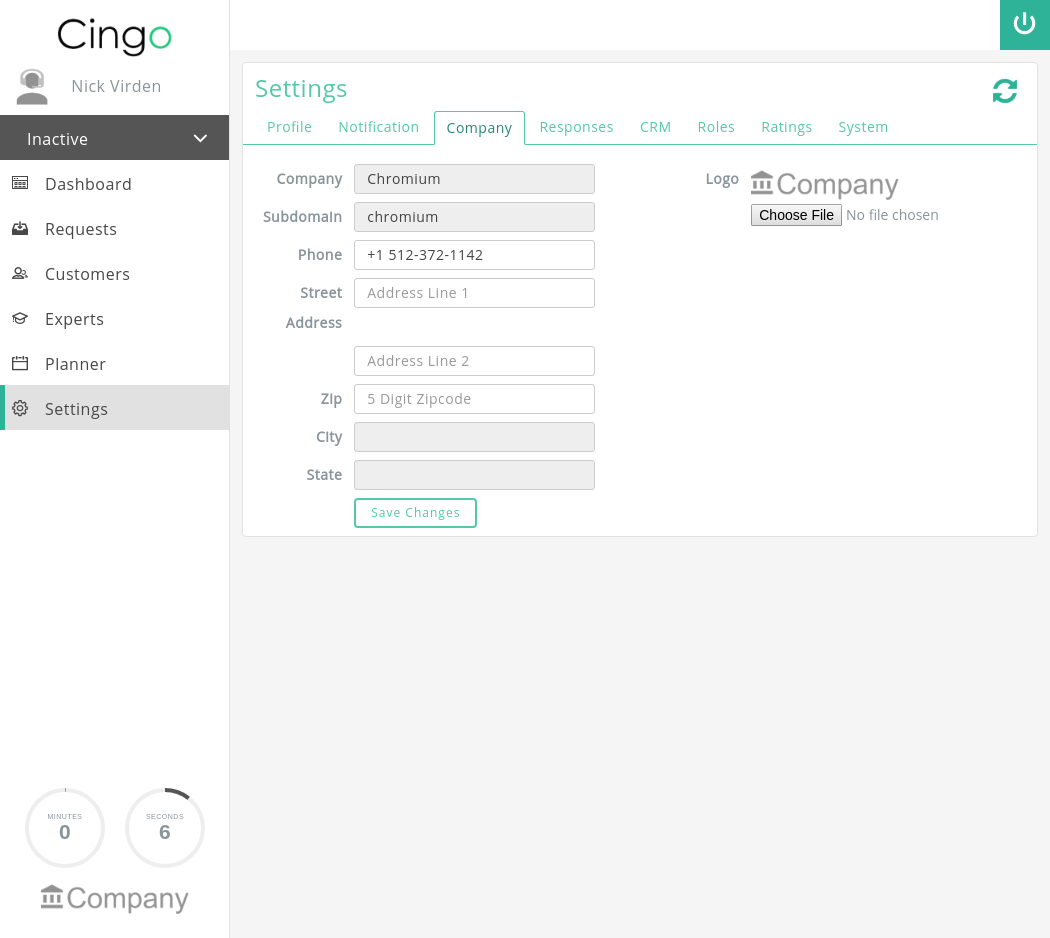 Cingo
Nick Virden
Inactive
Dashboard
Requests
Customers
Experts
Planner
Settings
MINUTES
0
SECONDS
6
Company
Settings
Profile Notification Company Responses CRM Roles Ratings System
Company Chromium
Subdomain chromium
Phone +1 512-372-1142
Street Address Line 1
Address
Address Line 2
Zip 5 Digit Zipcode
City
State
Save Changes
Logo Company
Choose File No file chosen